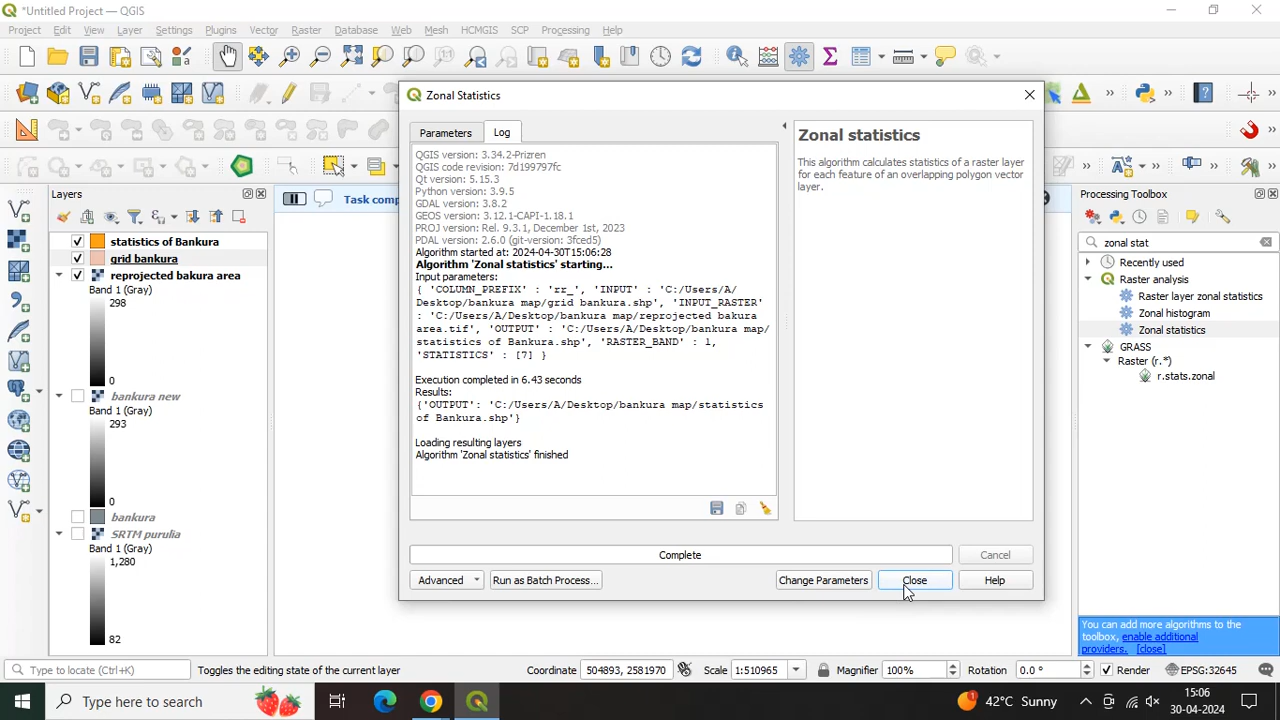 *Untitled Project — QGIS
Project Edit View Layer Settings Plugins Vector Raster Database Web Mesh HCMGIS SCP Processing Help
Zonal Statistics
Parameters
Log
QGIS version: 3.34.2-Prizren
QGIS code revision: 7d199797fc
Qt version: 5.15.3
Python version: 3.9.5
GDAL version: 3.8.2
GEOS version: 3.12.1-CAPI-1.18.1
PROJ version: Rel. 9.3.1, December 1st, 2023
PDAL version: 2.6.0 (git-version: 3fced5)
Algorithm started at: 2024-04-30T15:06:28
Algorithm 'Zonal statistics' starting…
Input parameters:
{ 'COLUMN_PREFIX' : 'rr_', 'INPUT' : 'C:/Users/A/
Desktop/bankura map/grid bankura.shp', 'INPUT_RASTER'
: 'C:/Users/A/Desktop/bankura map/reprojected bakura
area.tif', 'OUTPUT' : 'C:/Users/A/Desktop/bankura map/
statistics of Bankura.shp', 'RASTER_BAND' : 1,
'STATISTICS' : [7] }
Execution completed in 6.43 seconds
Results:
{'OUTPUT': 'C:/Users/A/Desktop/bankura map/statistics
of Bankura.shp'}
Loading resulting layers
Algorithm 'Zonal statistics' finished
Zonal statistics
This algorithm calculates statistics of a raster layer
for each feature of an overlapping polygon vector
layer.
Complete
Cancel
Advanced
Run as Batch Process…
Change Parameters
Close
Help
Task comp
Layers
statistics of Bankura
grid bankura
reprojected bakura area
Band 1 (Gray)
298
0
bankura new
Band 1 (Gray)
293
0
bankura
SRTM purulia
Band 1 (Gray)
1,280
82
Processing Toolbox
zonal stat
Recently used
Raster analysis
Raster layer zonal statistics
Zonal histogram
Zonal statistics
GRASS
Raster (r.*)
r.stats.zonal
You can add more algorithms to the
toolbox, enable additional
providers. [close]
Type to locate (Ctrl+K)
Toggles the editing state of the current layer
Coordinate 504893, 2581970
Scale 1:510965
Magnifier 100%
Rotation 0.0 °
Render
EPSG:32645
Type here to search
42°C Sunny
15:06
30-04-2024